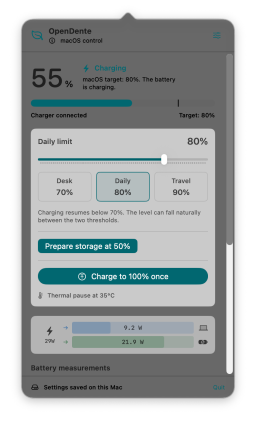 OpenDente
macOS control
55%
Charging
macOS target: 80%. The battery
is charging.
Charger connected
Target: 80%
Daily limit
80%
Desk
70%
Daily
80%
Travel
90%
Charging resumes below 70%. The level can fall naturally
between the two thresholds.
Prepare storage at 50%
Charge to 100% once
Thermal pause at 35°C
39W
9.2 W
21.9 W
Battery measurements
Settings saved on this Mac
Quit